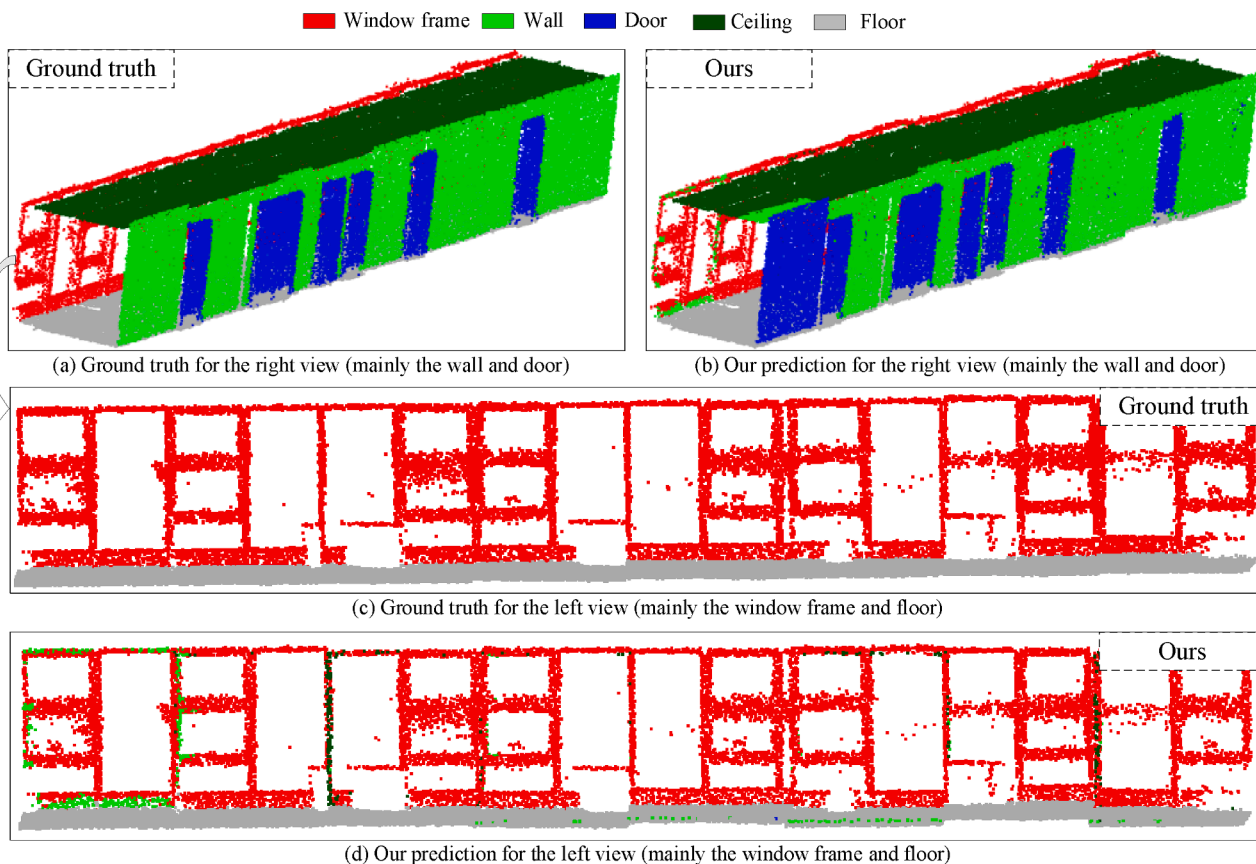 Window frame Wall Door Ceiling Floor
Ground truth
Ours
(a) Ground truth for the right view (mainly the wall and door)
(b) Our prediction for the right view (mainly the wall and door)
Ground truth
(c) Ground truth for the left view (mainly the window frame and floor)
Ours
(d) Our prediction for the left view (mainly the window frame and floor)